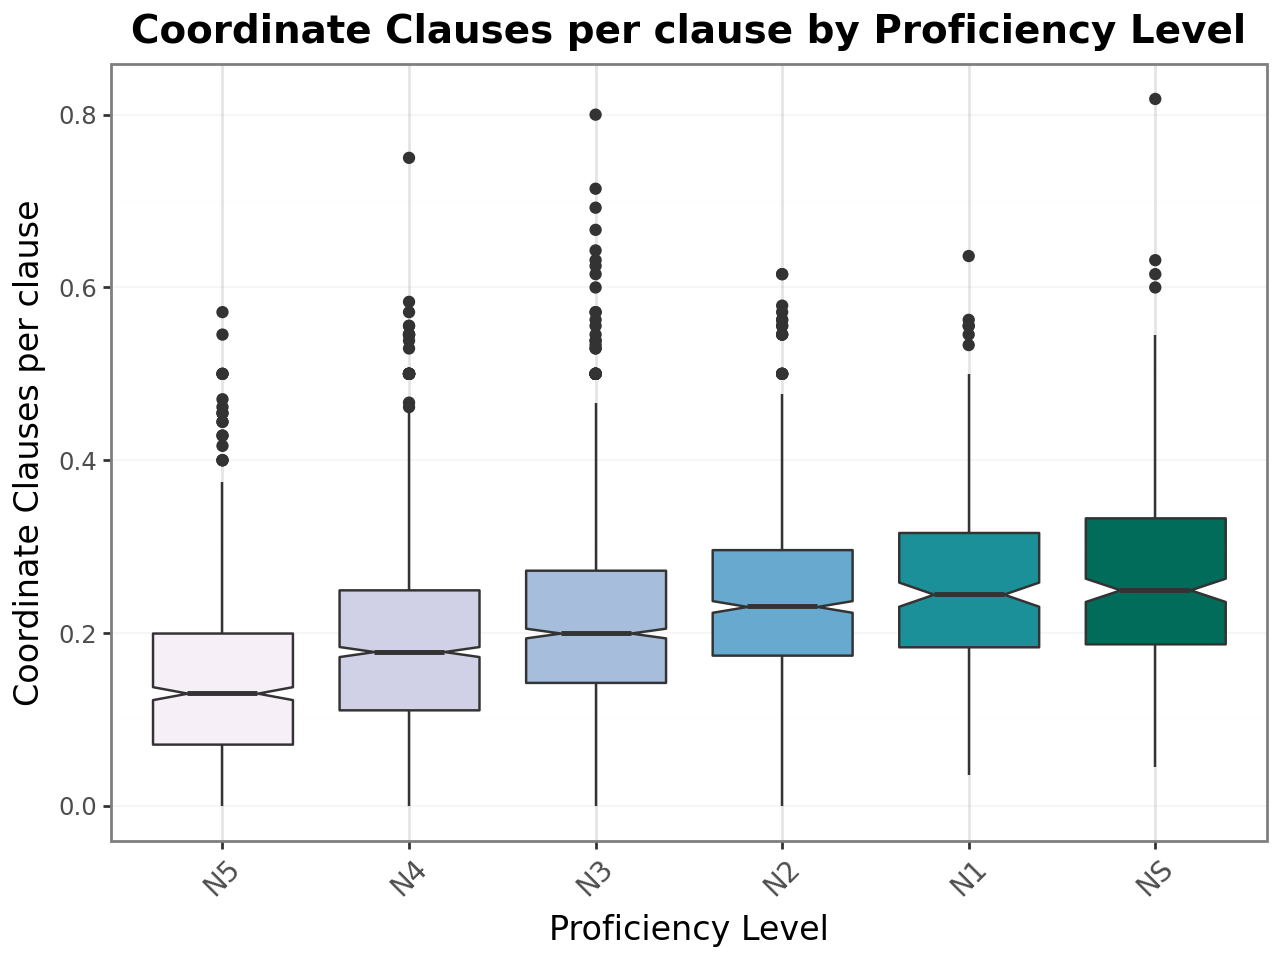 Coordinate Clauses per clause by Proficiency Level
Coordinate Clauses per clause
0.8
0.6
0.4
0.2
0.0
N5 N4 N3 N2 N1 NS
Proficiency Level